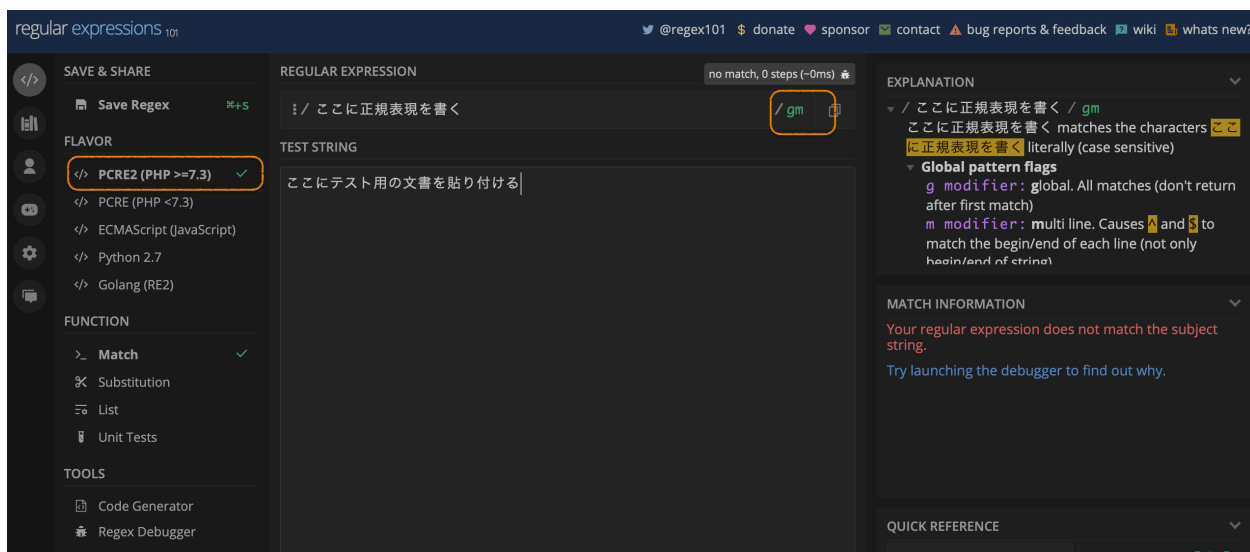 regular expressions 101
@regex101 $ donate sponsor contact bug reports & feedback wiki whats new?
SAVE & SHARE
Save Regex ⌘+S
FLAVOR
</> PCRE2 (PHP >=7.3)
</> PCRE (PHP <7.3)
</> ECMAScript (JavaScript)
</> Python 2.7
</> Golang (RE2)
FUNCTION
Match
Substitution
List
Unit Tests
TOOLS
Code Generator
Regex Debugger
REGULAR EXPRESSION
no match, 0 steps (~0ms)
/ ここに正規表現を書く / gm
TEST STRING
ここにテスト用の文書を貼り付ける
EXPLANATION
/ ここに正規表現を書く / gm
ここに正規表現を書く matches the characters ここ
に正規表現を書く literally (case sensitive)
Global pattern flags
g modifier: global. All matches (don't return
after first match)
m modifier: multi line. Causes ^ and $ to
match the begin/end of each line (not only
begin/end of string)
MATCH INFORMATION
Your regular expression does not match the subject
string.
Try launching the debugger to find out why.
QUICK REFERENCE